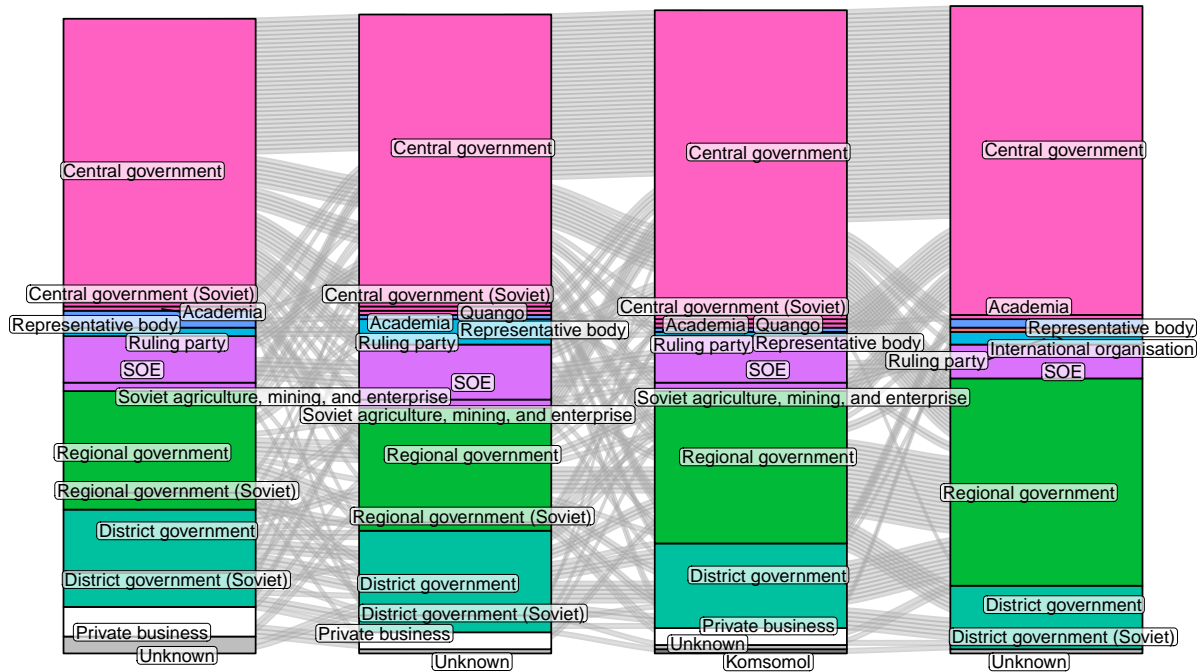 Central government
Central government (Soviet)
Academia
Representative body
Ruling party
SOE
Soviet agriculture, mining, and enterprise
Regional government
Regional government (Soviet)
District government
District government (Soviet)
Private business
Unknown
Central government
Central government (Soviet)
Quango
Academia
Representative body
Ruling party
SOE
Soviet agriculture, mining, and enterprise
Regional government
Regional government (Soviet)
District government
District government (Soviet)
Private business
Unknown
Central government
Central government (Soviet)
Academia
Quango
Ruling party
Representative body
SOE
Soviet agriculture, mining, and enterprise
Regional government
District government
Private business
Unknown
Komsomol
Central government
Academia
Representative body
International organisation
Ruling party
SOE
Regional government
District government
District government (Soviet)
Unknown